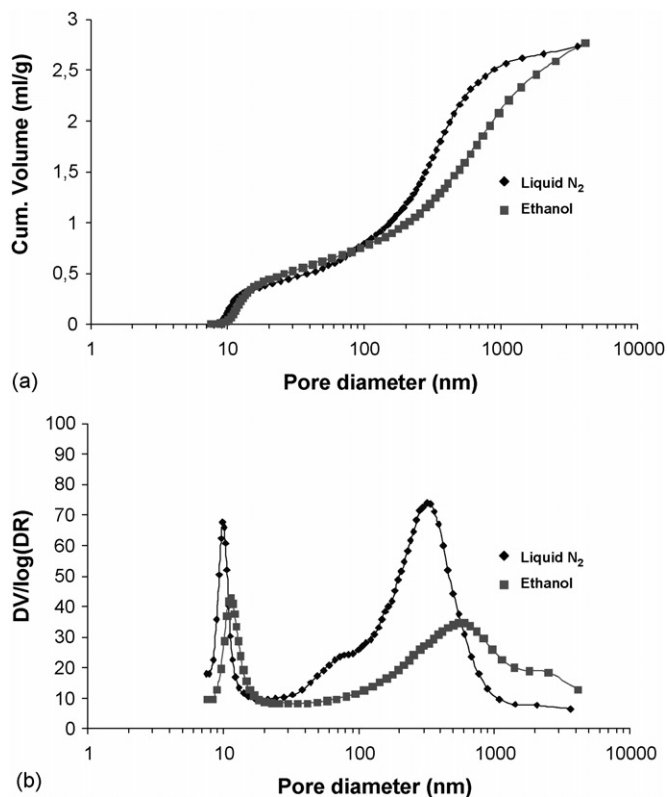 3
2,5
2
1,5
1
0,5
0
Cum. Volume (ml/g)
Liquid N₂
Ethanol
1 10 100 1000 10000
Pore diameter (nm)
(a)
100
90
80
70
60
50
40
30
20
10
0
DV/log(DR)
Liquid N₂
Ethanol
1 10 100 1000 10000
Pore diameter (nm)
(b)